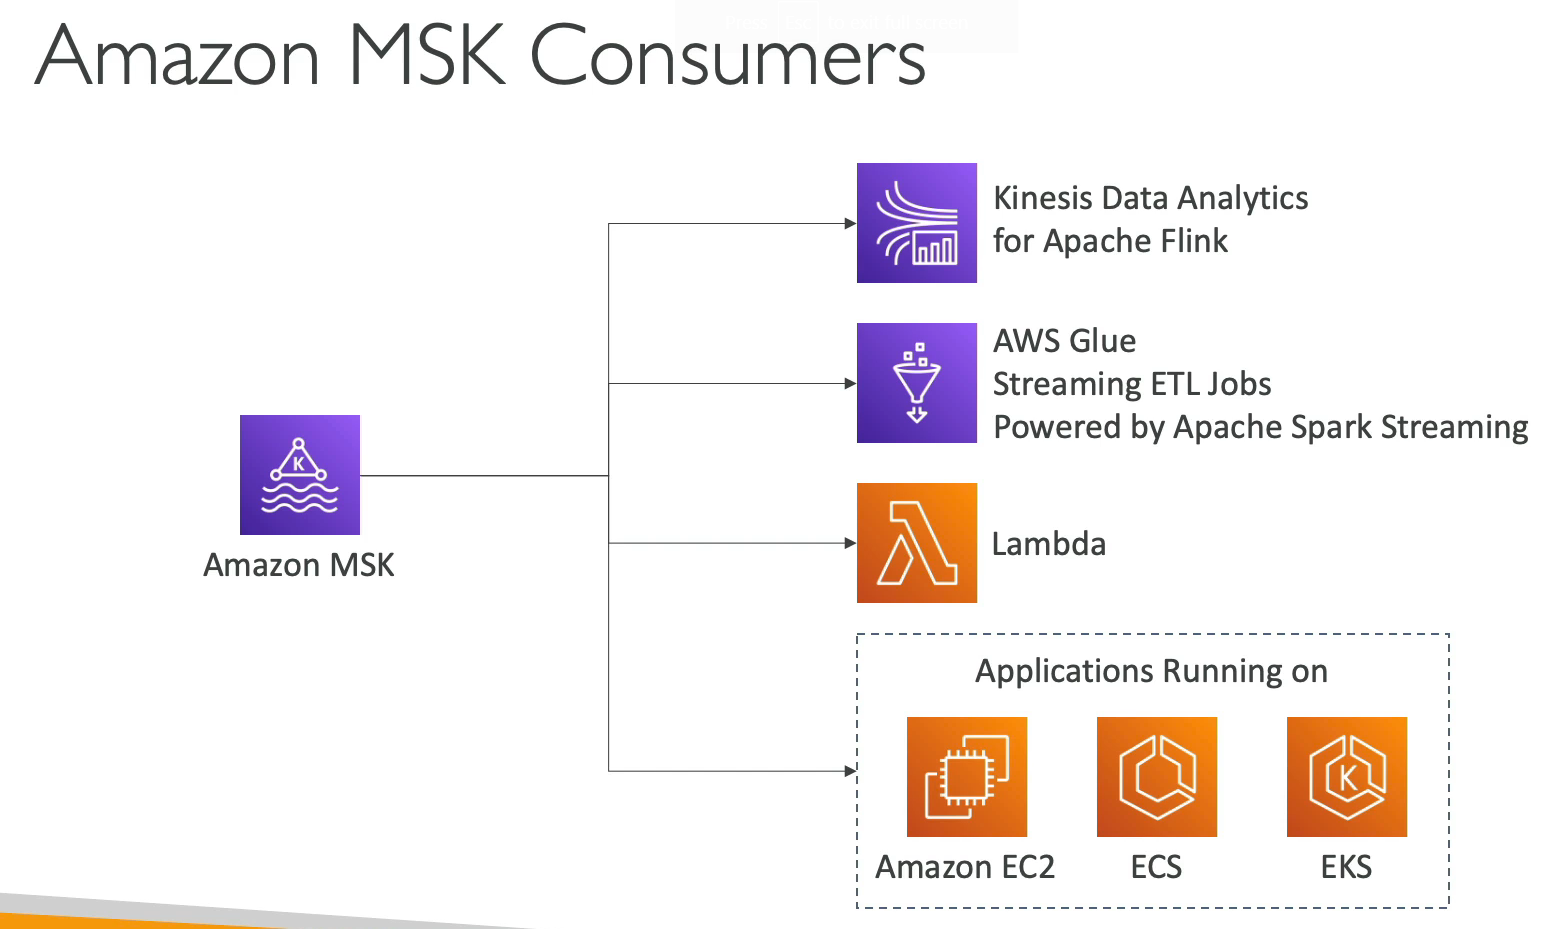 Amazon MSK Consumers
Kinesis Data Analytics
for Apache Flink
AWS Glue
Streaming ETL Jobs
Powered by Apache Spark Streaming
K
Amazon MSK
Lambda
Applications Running on
K
Amazon EC2
ECS
EKS